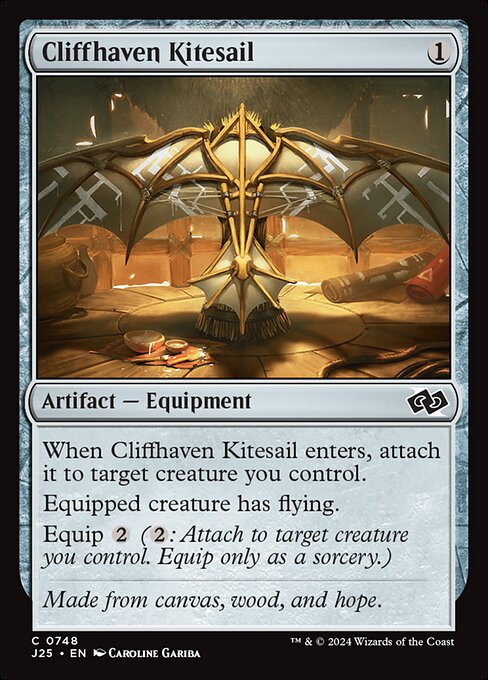 Cliffhaven Kitesail 1
Artifact — Equipment
When Cliffhaven Kitesail enters, attach
it to target creature you control.
Equipped creature has flying.
Equip 2 (2: Attach to target creature
you control. Equip only as a sorcery.)
Made from canvas, wood, and hope.
C 0748
J25 • EN Caroline Gariba
™ & © 2024 Wizards of the Coast